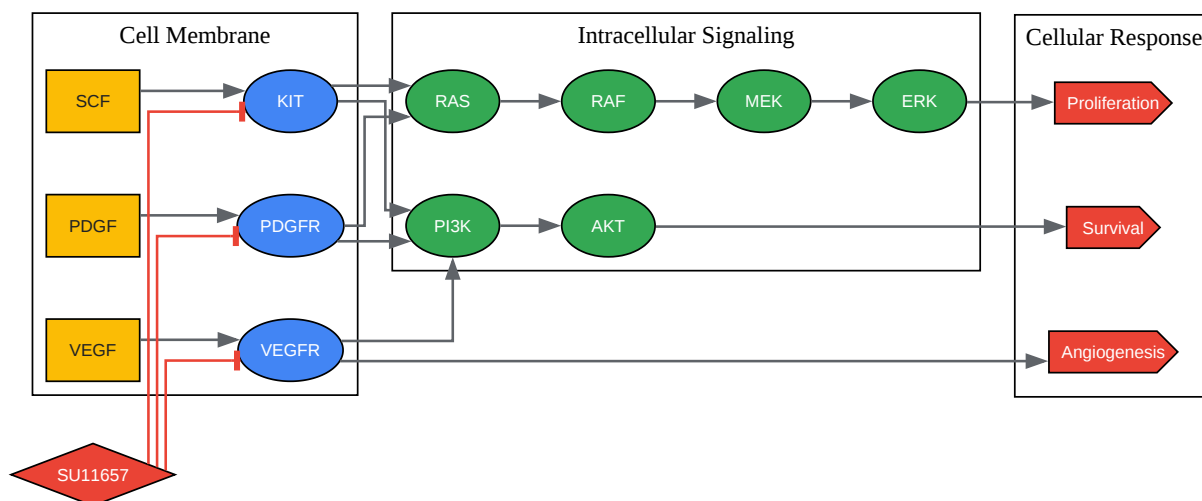 Cell Membrane
Intracellular Signaling
Cellular Response
SCF
KIT
RAS
RAF
MEK
ERK
Proliferation
PDGF
PDGFR
PI3K
AKT
Survival
VEGF
VEGFR
Angiogenesis
SU11657